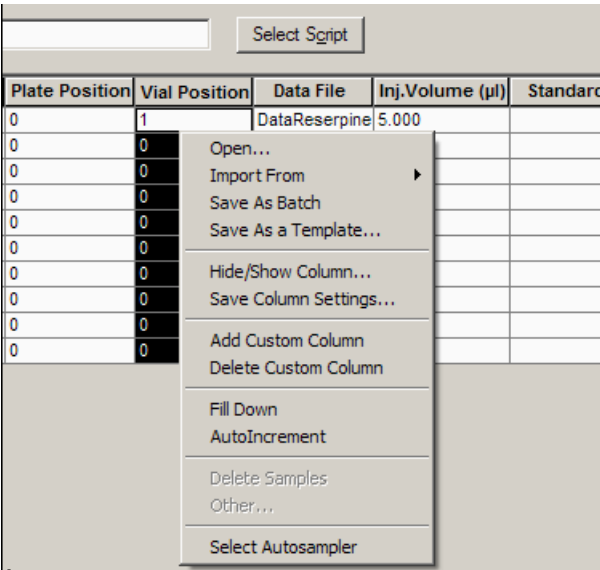 Select Script
Plate Position Vial Position Data File Inj.Volume (µl) Standard
0 1 DataReserpine 5.000
0 0
0 0
0 0
0 0
0 0
0 0
0 0
0 0
0 0
Open...
Import From
Save As Batch
Save As a Template...
Hide/Show Column...
Save Column Settings...
Add Custom Column
Delete Custom Column
Fill Down
AutoIncrement
Delete Samples
Other...
Select Autosampler